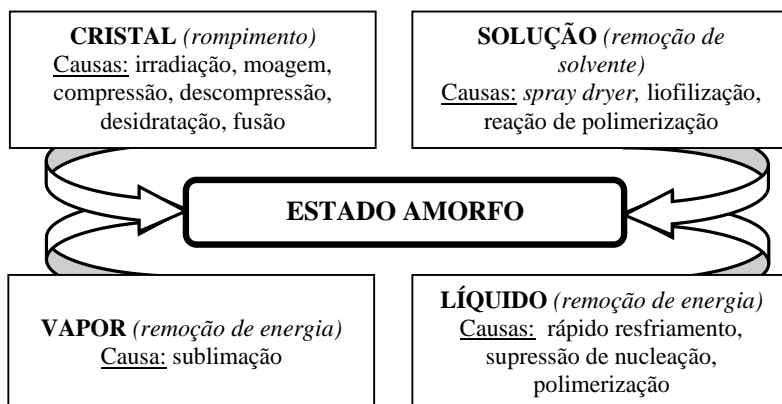 CRISTAL (rompimento)
Causas: irradiação, moagem,
compressão, descompressão,
desidratação, fusão
SOLUÇÃO (remoção de
solvente)
Causas: spray dryer, liofilização,
reação de polimerização
ESTADO AMORFO
VAPOR (remoção de energia)
Causa: sublimação
LÍQUIDO (remoção de energia)
Causas: rápido resfriamento,
supressão de nucleação,
polimerização